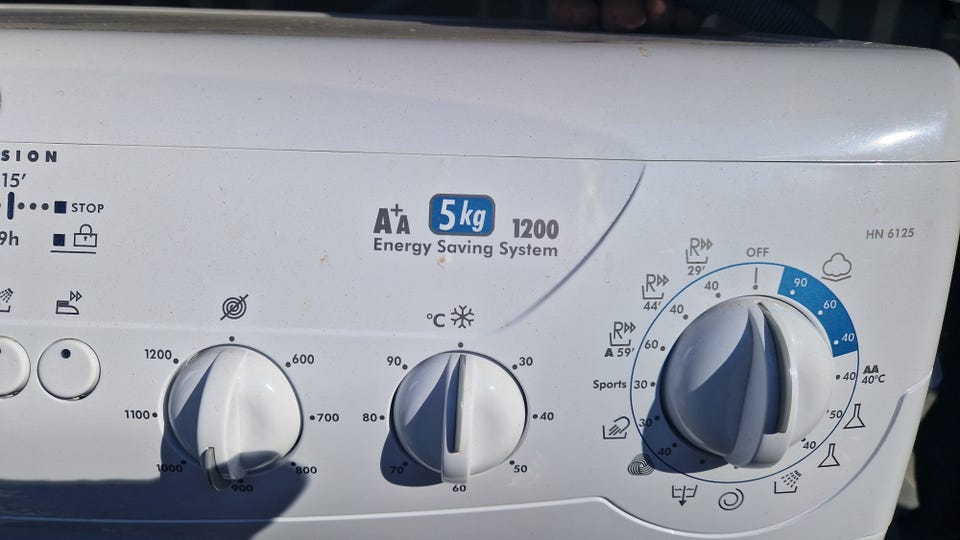 SION
15'
STOP
9h
A+A 5kg 1200
Energy Saving System
HN 6125
OFF
R
29'
R
44'
R
A 59'
Sports
90
60
40
40
AA
40°C
50
40
40
30
30
60
40
40
1200
1100
1000
900
800
700
600
°C
90
80
70
60
50
40
30